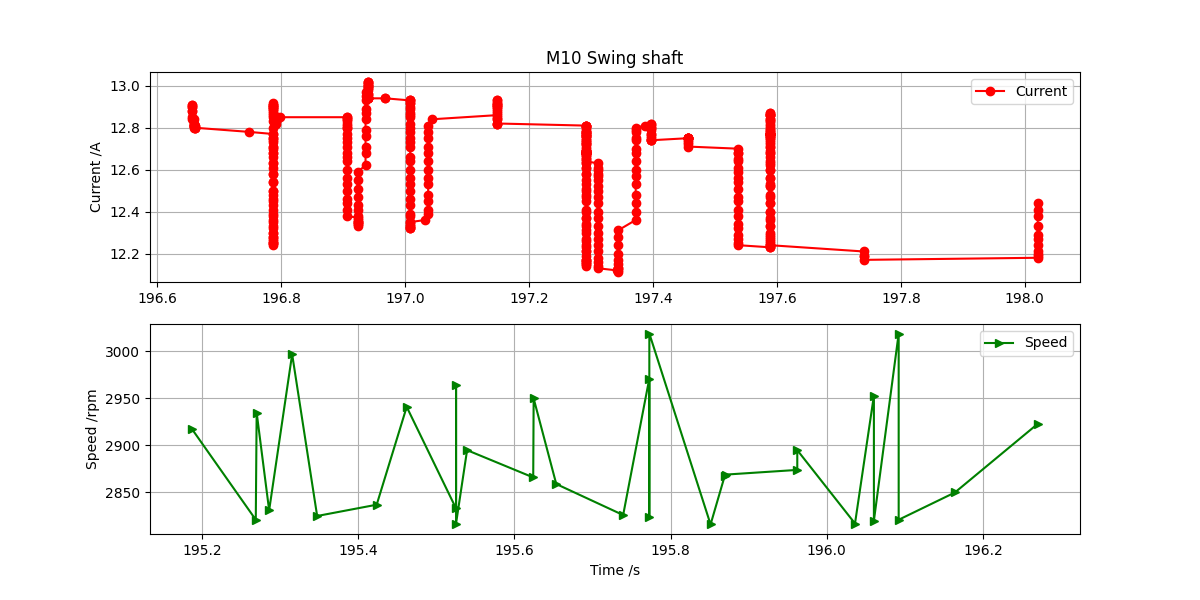 M10 Swing shaft
Current /A
13.0
12.8
12.6
12.4
12.2
Current
196.6 196.8 197.0 197.2 197.4 197.6 197.8 198.0
Speed /rpm
3000
2950
2900
2850
Speed
195.2 195.4 195.6 195.8 196.0 196.2
Time /s